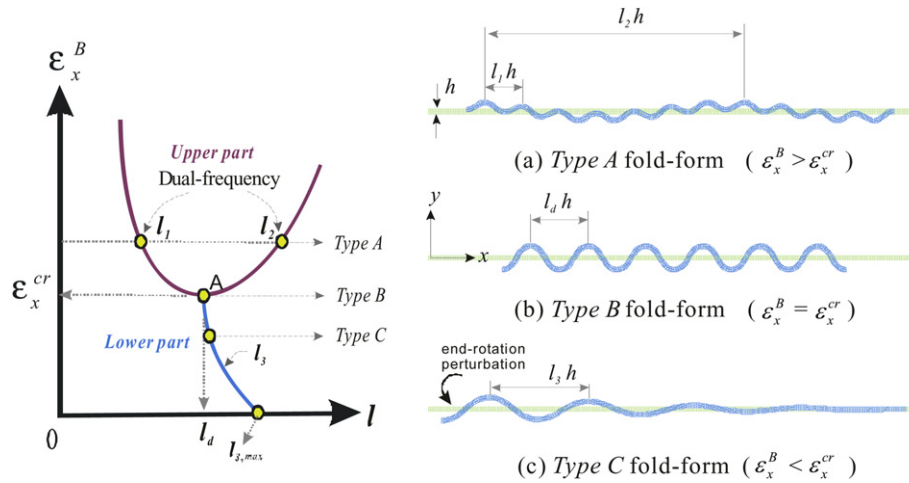 ε_x^B
Upper part
Dual-frequency
l_1
l_2
Type A
ε_x^cr
A
Type B
Lower part
Type C
l_3
0
l_d
l
l_3,max
l_2 h
h
l_1 h
(a) Type A fold-form ( ε_x^B > ε_x^cr )
y
l_d h
x
(b) Type B fold-form ( ε_x^B = ε_x^cr )
end-rotation
perturbation
l_3 h
(c) Type C fold-form ( ε_x^B < ε_x^cr )